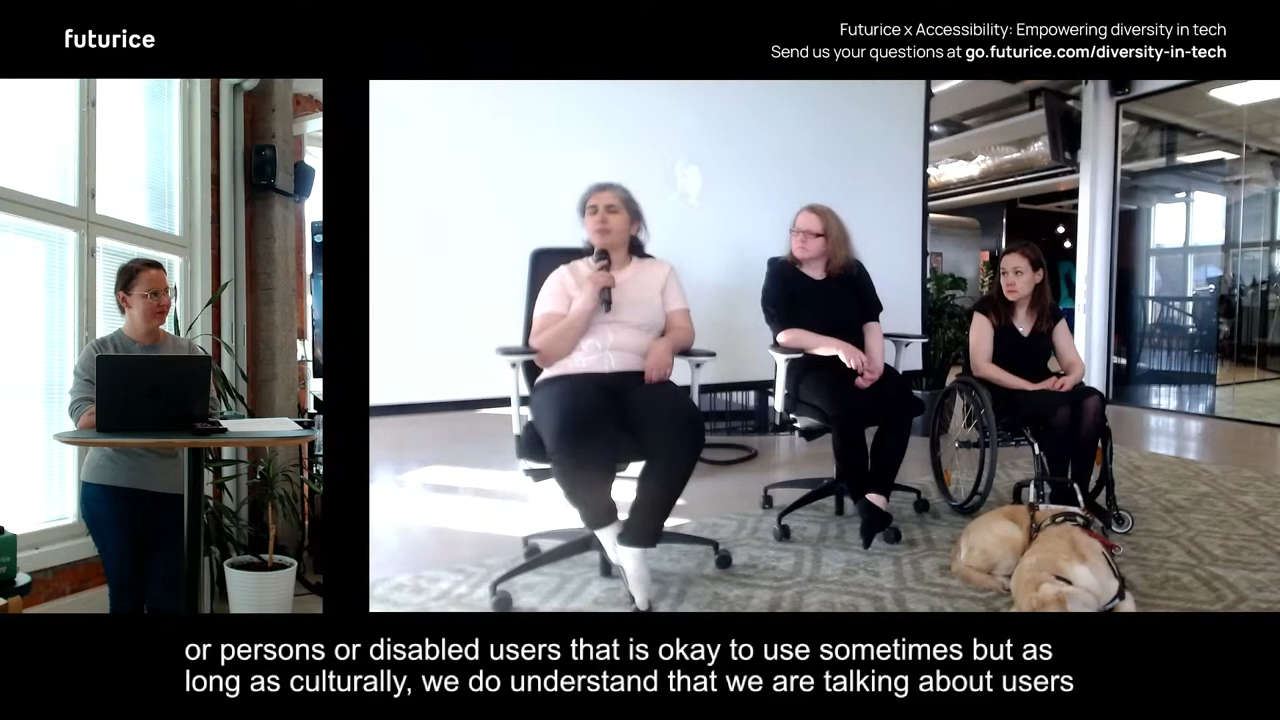 futurice
Futurice x Accessibility: Empowering diversity in tech
Send us your questions at go.futurice.com/diversity-in-tech
or persons or disabled users that is okay to use sometimes but as
long as culturally, we do understand that we are talking about users